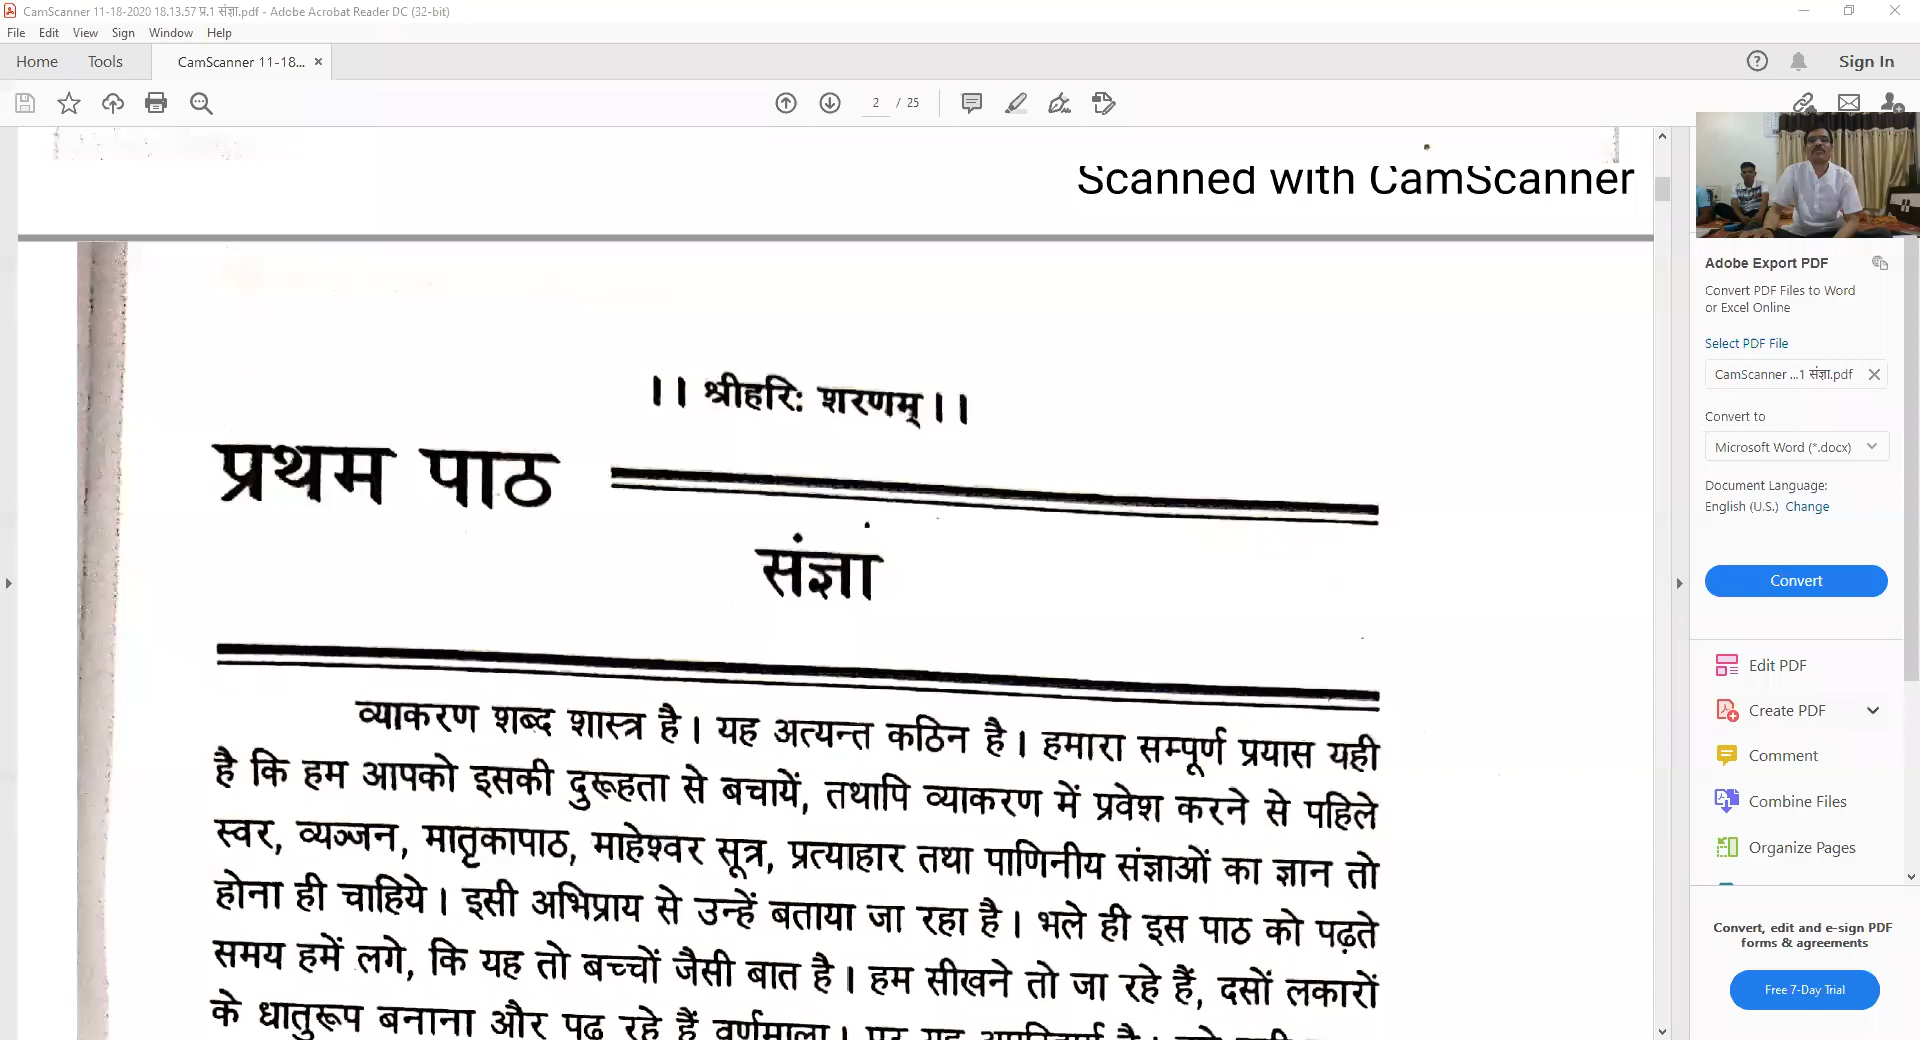 CamScanner 11-18-2020 18.13.57 प्र.1 संज्ञा.pdf - Adobe Acrobat Reader DC (32-bit)
File Edit View Sign Window Help
Home Tools CamScanner 11-18... Sign In
2 / 25
Scanned with CamScanner
।। श्रीहरिः शरणम् ।।
प्रथम पाठ
संज्ञा
व्याकरण शब्द शास्त्र है। यह अत्यन्त कठिन है। हमारा सम्पूर्ण प्रयास यही
है कि हम आपको इसकी दुरूहता से बचायें, तथापि व्याकरण में प्रवेश करने से पहिले
स्वर, व्यञ्जन, मातृकापाठ, माहेश्वर सूत्र, प्रत्याहार तथा पाणिनीय संज्ञाओं का ज्ञान तो
होना ही चाहिये। इसी अभिप्राय से उन्हें बताया जा रहा है। भले ही इस पाठ को पढ़ते
समय हमें लगे, कि यह तो बच्चों जैसी बात है। हम सीखने तो जा रहे हैं, दसों लकारों
के धातुरूप बनाना और पढ़ रहे हैं वर्णमाला।
Adobe Export PDF
Convert PDF Files to Word
or Excel Online
Select PDF File
CamScanner ...1 संज्ञा.pdf
Convert to
Microsoft Word (*.docx)
Document Language:
English (U.S.) Change
Convert
Edit PDF
Create PDF
Comment
Combine Files
Organize Pages
Convert, edit and e-sign PDF
forms & agreements
Free 7-Day Trial